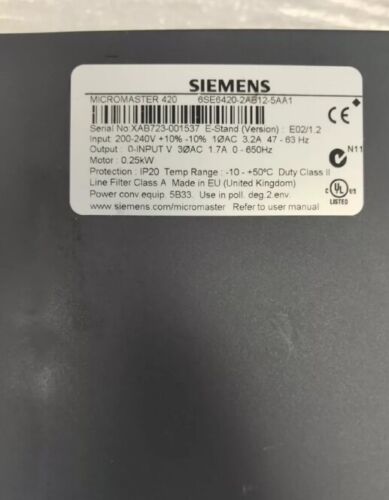 SIEMENS
MICROMASTER 420 6SE6420-2AB12-5AA1
Serial No:XAB723-001537 E-Stand (Version) : E02/1.2
Input: 200-240V +10% -10% 1ØAC 3.2A 47 - 63 Hz
Output : 0-INPUT V 3ØAC 1.7A 0 - 650Hz
Motor : 0.25kW
Protection : IP20 Temp Range : -10 - +50ºC Duty Class II
Line Filter Class A Made in EU (United Kingdom)
Power conv.equip. 5B33. Use in poll. deg.2.env.
www.siemens.com/micromaster Refer to user manual
CE
N11
C UL US
LISTED